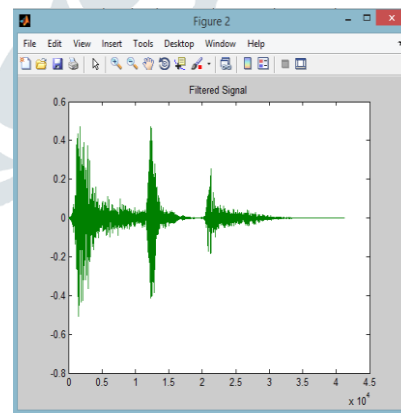 Figure 2
File Edit View Insert Tools Desktop Window Help
Filtered Signal
0.6
0.4
0.2
0
-0.2
-0.4
-0.6
-0.8
0 0.5 1 1.5 2 2.5 3 3.5 4 4.5
x 10^4